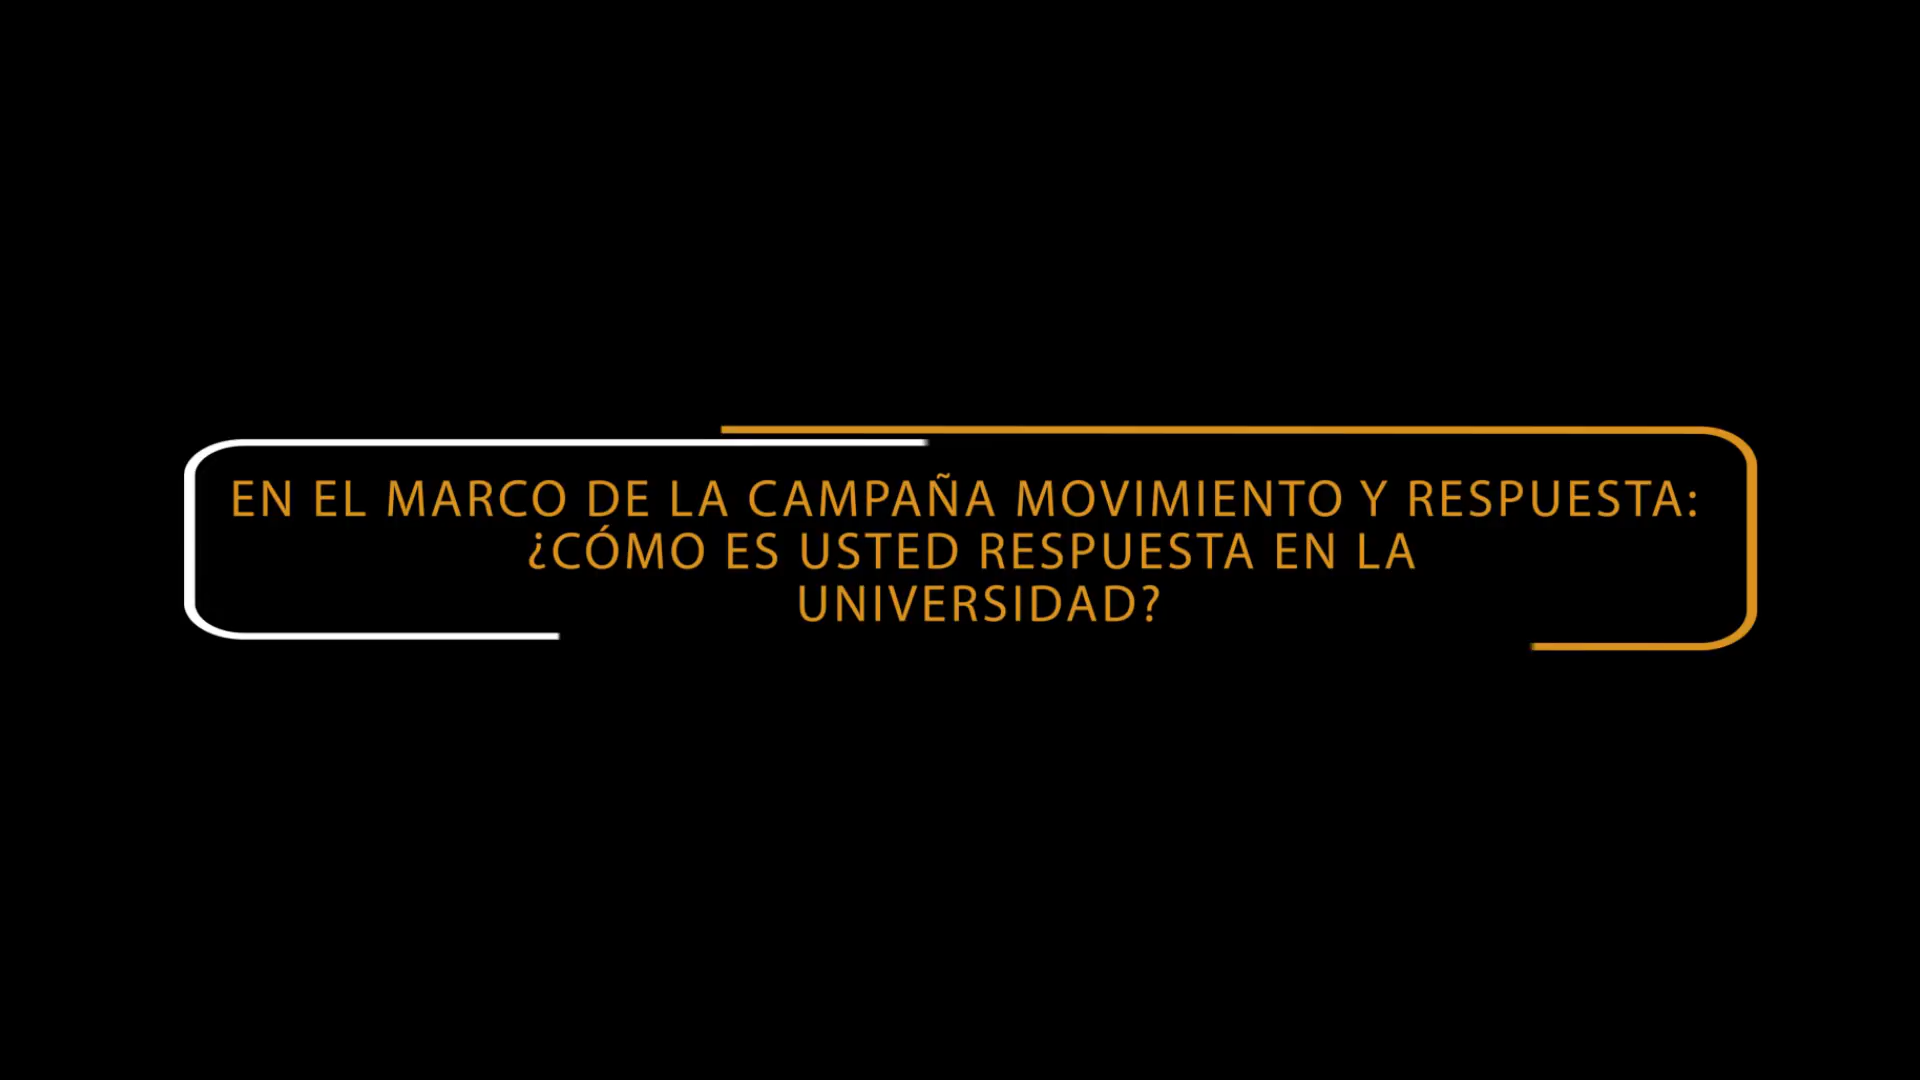 EN EL MARCO DE LA CAMPAÑA MOVIMIENTO Y RESPUESTA:
¿CÓMO ES USTED RESPUESTA EN LA
UNIVERSIDAD?